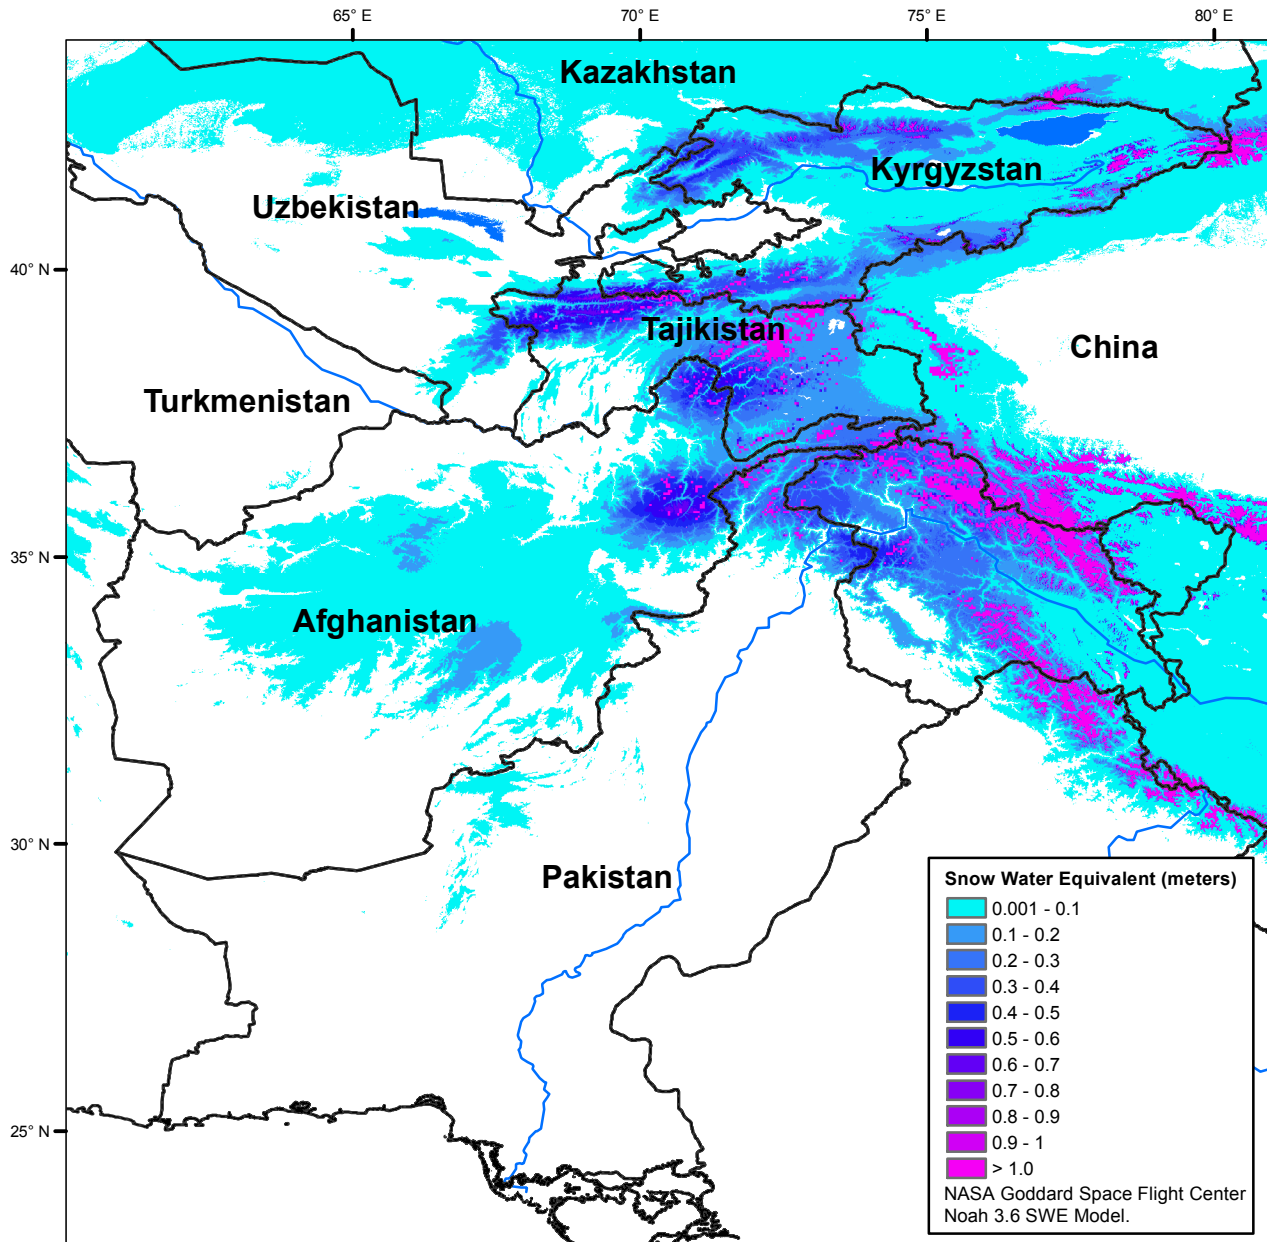 65° E 70° E 75° E 80° E
Kazakhstan
Kyrgyzstan
Uzbekistan
40° N
Tajikistan
China
Turkmenistan
35° N
Afghanistan
30° N
Pakistan
25° N
Snow Water Equivalent (meters)
0.001 - 0.1
0.1 - 0.2
0.2 - 0.3
0.3 - 0.4
0.4 - 0.5
0.5 - 0.6
0.6 - 0.7
0.7 - 0.8
0.8 - 0.9
0.9 - 1
> 1.0
NASA Goddard Space Flight Center
Noah 3.6 SWE Model.